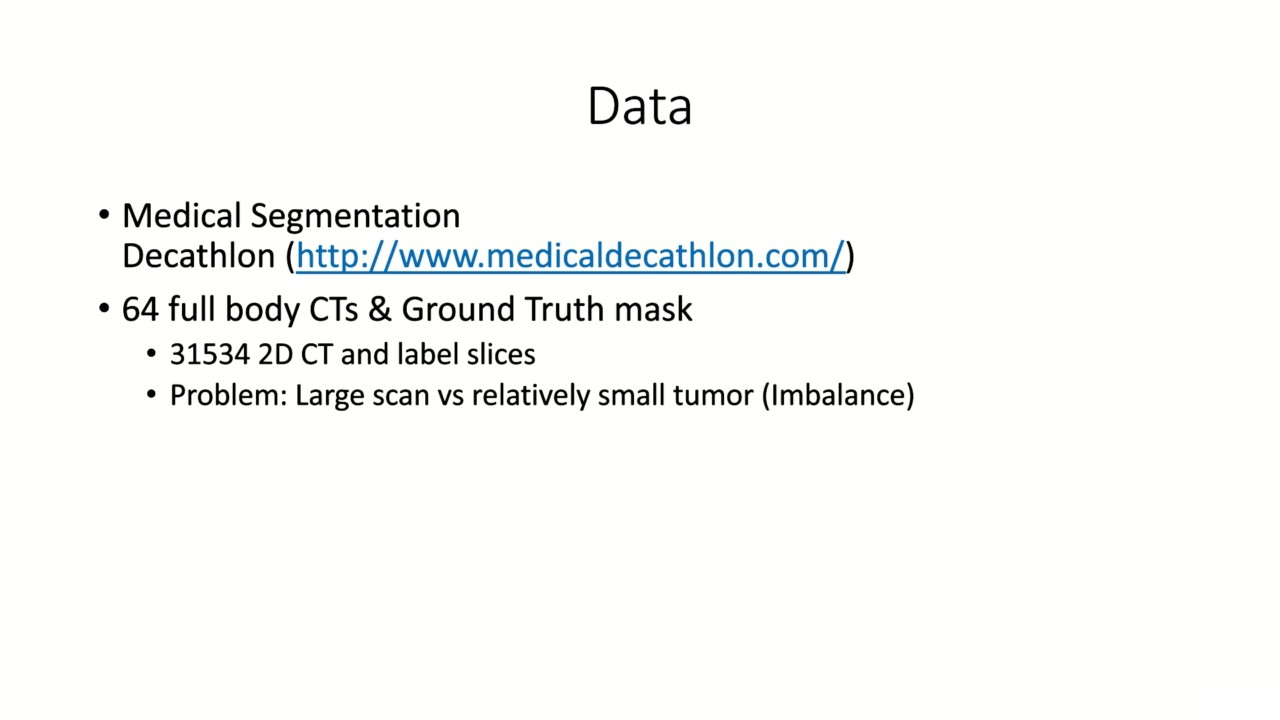 Data
• Medical Segmentation
Decathlon (http://www.medicaldecathlon.com/)
• 64 full body CTs & Ground Truth mask
• 31534 2D CT and label slices
• Problem: Large scan vs relatively small tumor (Imbalance)